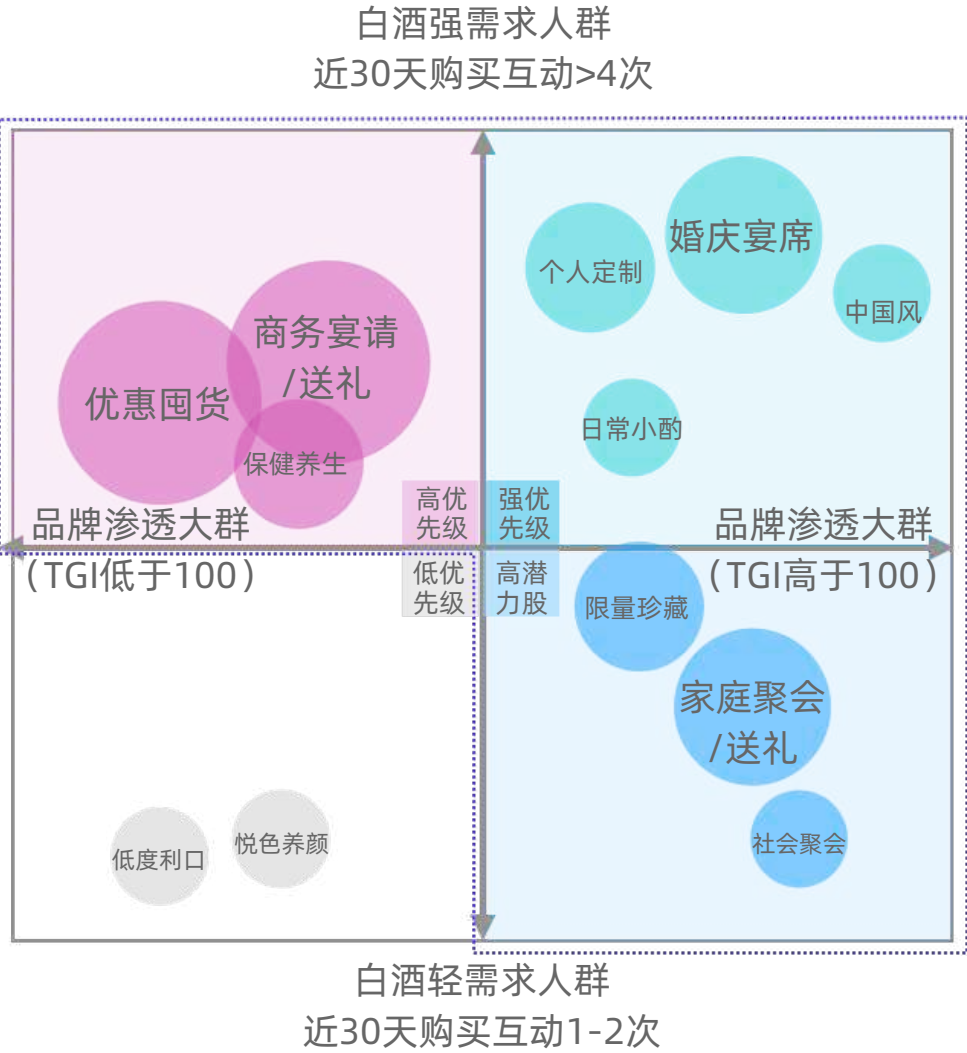 白酒强需求人群
近30天购买互动>4次
婚庆宴席
个人定制
中国风
商务宴请
/送礼
优惠囤货
日常小酌
保健养生
高优
先级
强优
先级
品牌渗透大群
（TGI低于100）
品牌渗透大群
（TGI高于100）
低优
先级
高潜
力股
限量珍藏
家庭聚会
/送礼
低度利口
悦色养颜
社会聚会
白酒轻需求人群
近30天购买互动1-2次